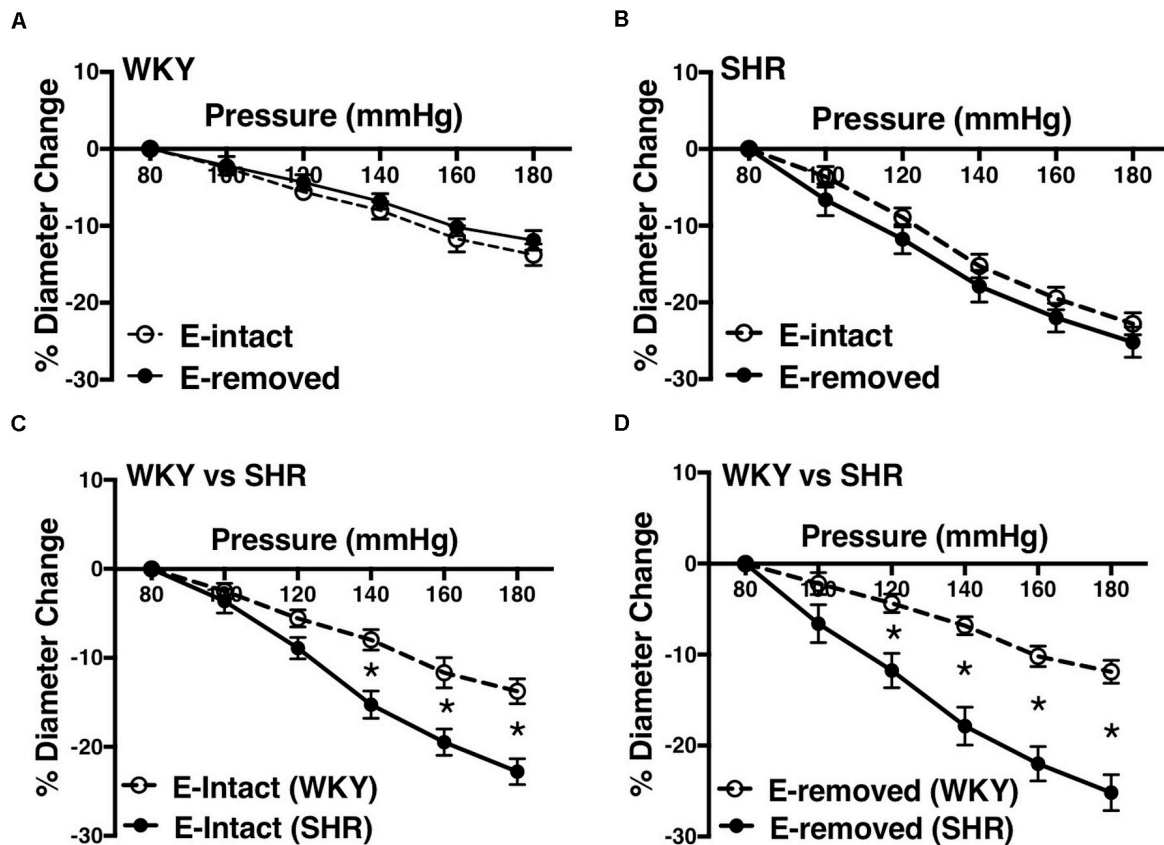 A
WKY
Pressure (mmHg)
% Diameter Change
10
0
-10
-20
-30
80 100 120 140 160 180
E-intact
E-removed
B
SHR
Pressure (mmHg)
% Diameter Change
10
0
-10
-20
-30
80 100 120 140 160 180
E-intact
E-removed
C
WKY vs SHR
Pressure (mmHg)
% Diameter Change
10
0
-10
-20
-30
80 100 120 140 160 180
*
*
*
E-Intact (WKY)
E-Intact (SHR)
D
WKY vs SHR
Pressure (mmHg)
% Diameter Change
10
0
-10
-20
-30
80 100 120 140 160 180
*
*
*
*
E-removed (WKY)
E-removed (SHR)